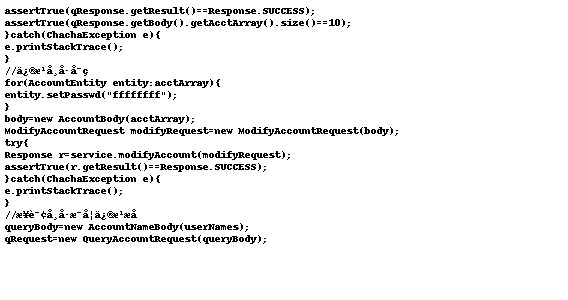 assertTrue(qResponse.getResult()==Response.SUCCESS);
assertTrue(qResponse.getBody().getAcctArray().size()==10);
}catch(ChachaException e){
e.printStackTrace();
}
//ä¿®æ¹å¸å·å¯ç
for(AccountEntity entity:acctArray){
entity.setPasswd("ffffffff");
}
body=new AccountBody(acctArray);
ModifyAccountRequest modifyRequest=new ModifyAccountRequest(body);
try{
Response r=service.modifyAccount(modifyRequest);
assertTrue(r.getResult()==Response.SUCCESS);
}catch(ChachaException e){
e.printStackTrace();
}
//æ¥è¯¢å¸å·æ¯å¦ä¿®æ¹æå
queryBody=new AccountNameBody(userNames);
qRequest=new QueryAccountRequest(queryBody);